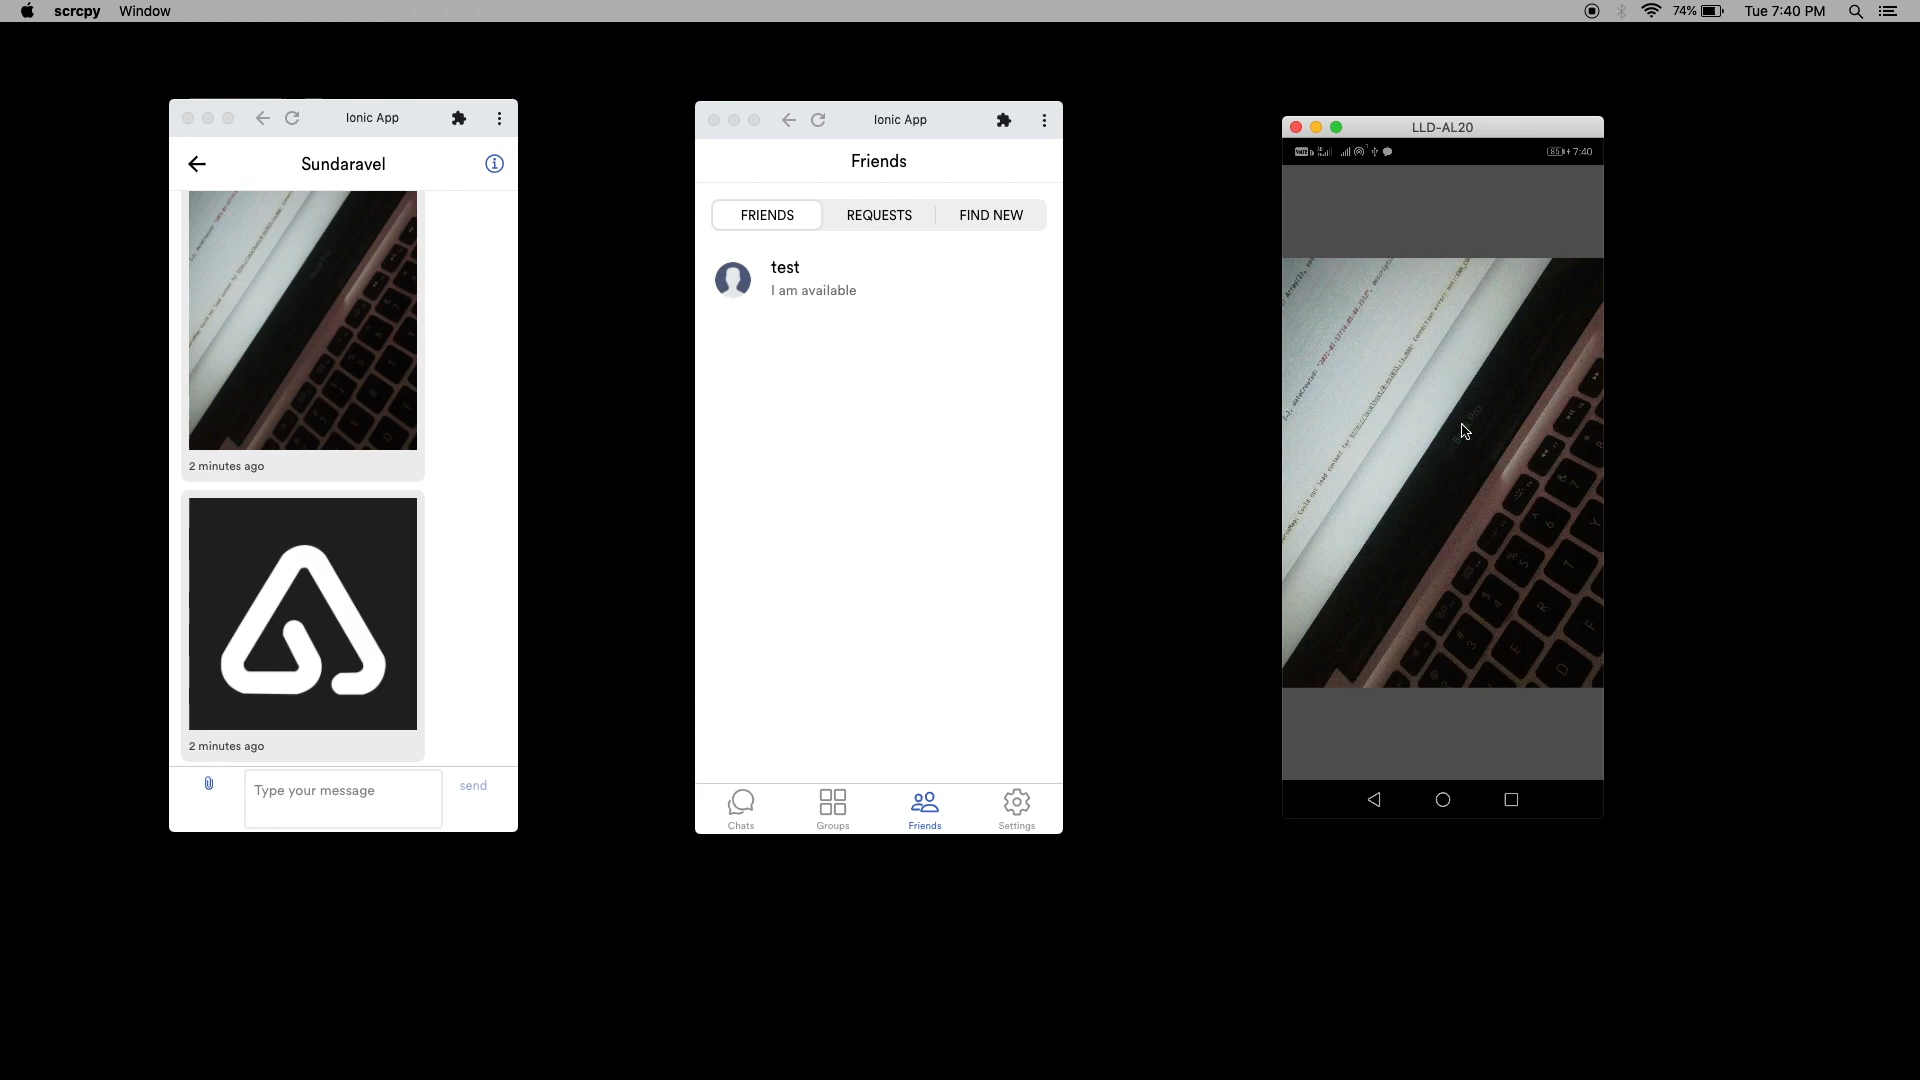 scrcpy Window 74% Tue 7:40 PM
Ionic App
Sundaravel
2 minutes ago
2 minutes ago
Type your message
send
Ionic App
Friends
FRIENDS REQUESTS FIND NEW
test
I am available
Chats Groups Friends Settings
LLD-AL20
85 7:40